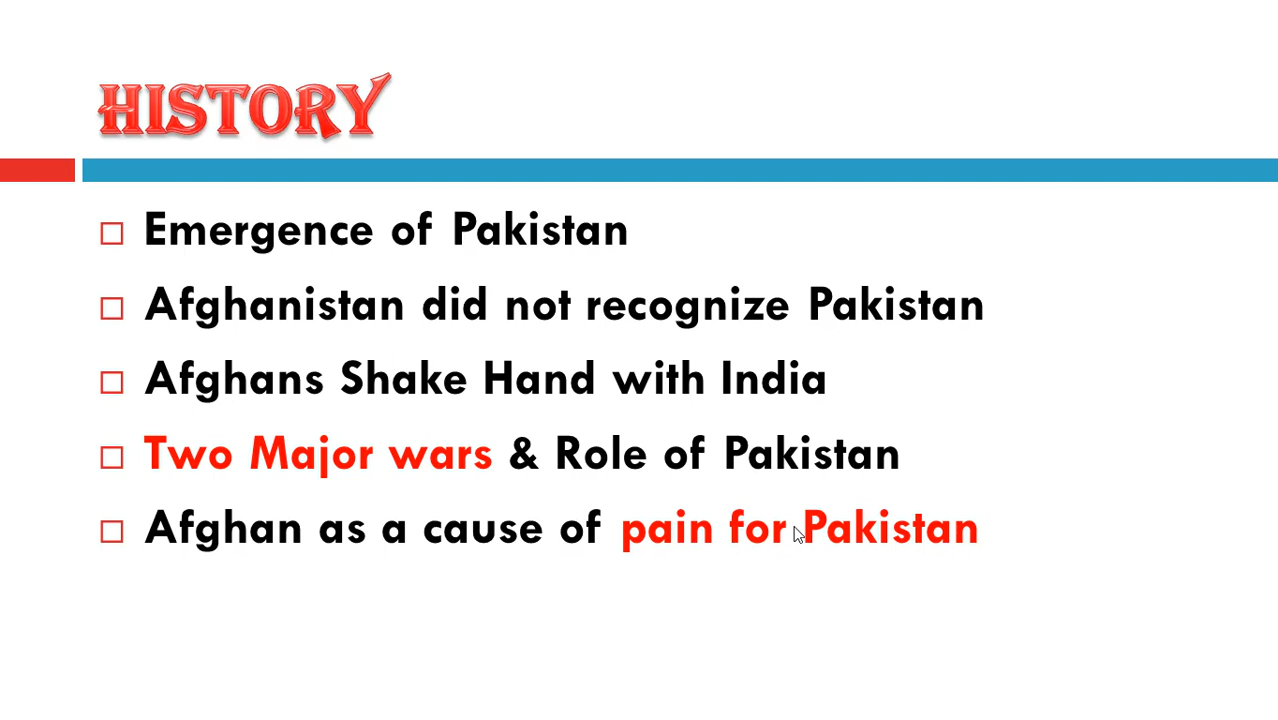 HISTORY
Emergence of Pakistan
Afghanistan did not recognize Pakistan
Afghans Shake Hand with India
Two Major wars & Role of Pakistan
Afghan as a cause of pain for Pakistan